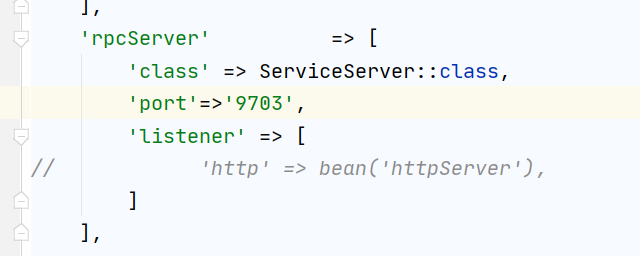 ],
'rpcServer'          => [
'class' => ServiceServer::class,
'port'=>'9703',
'listener' => [
//            'http' => bean('httpServer'),
]
],